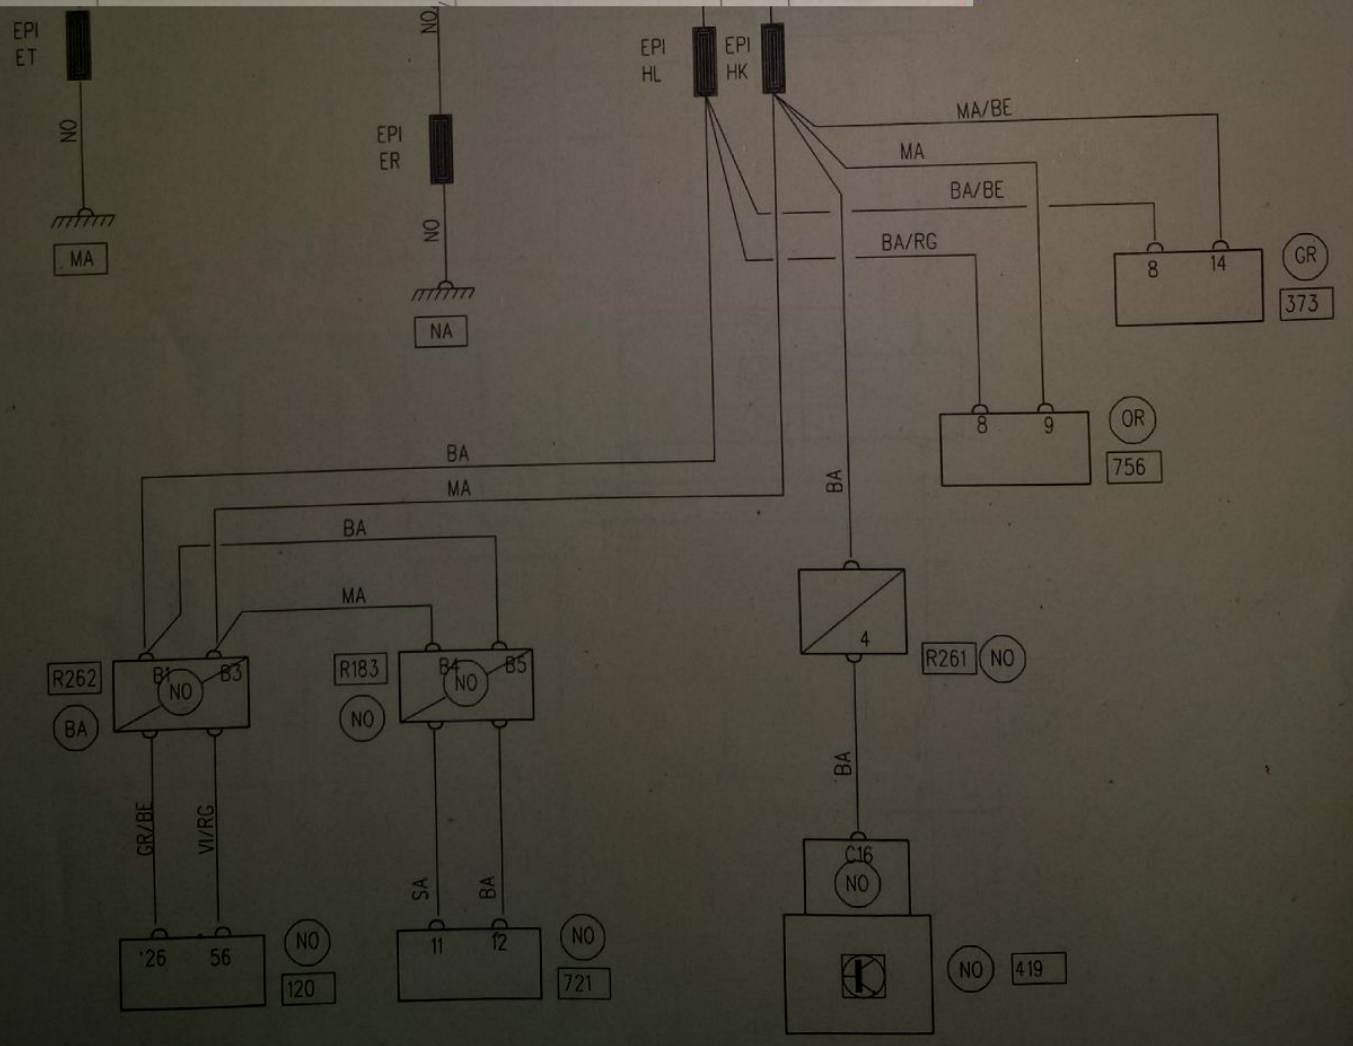 EPI
ET
NO
MA
NO
EPI
ER
NO
NA
EPI
HL
EPI
HK
MA/BE
MA
BA/BE
BA/RG
8
14
GR
373
8
9
OR
756
BA
MA
BA
MA
BA
R262
B1
B3
NO
BA
R183
B4
B5
NO
NO
4
R261
NO
GR/BE
VI/RG
SA
BA
BA
C16
NO
26
56
NO
120
11
12
NO
721
NO
419